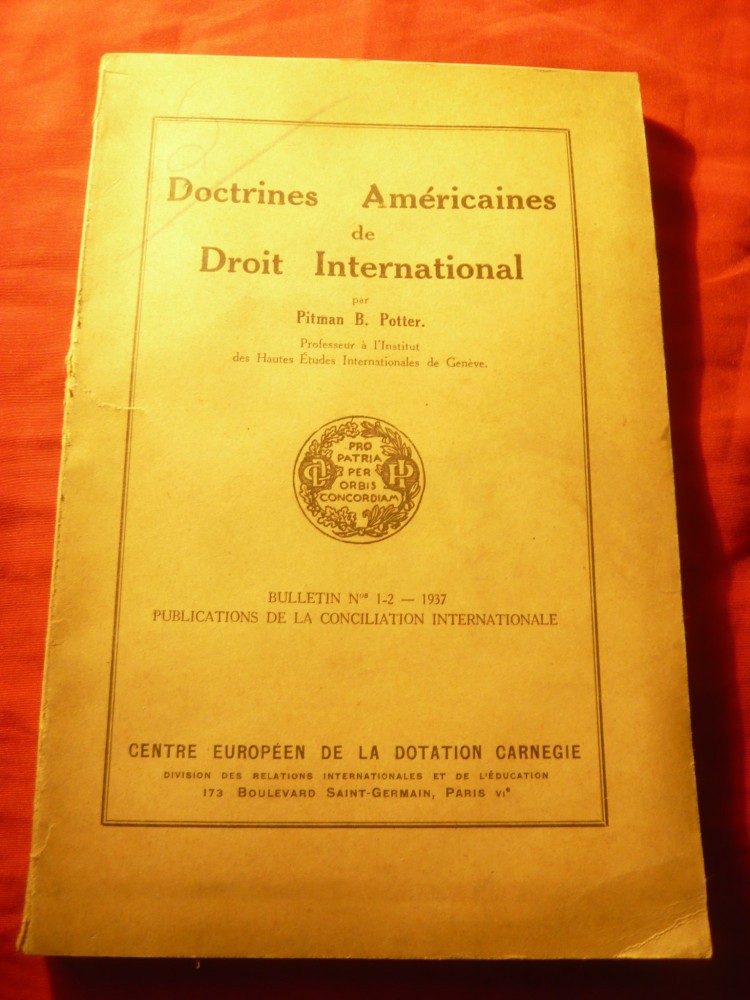 Doctrines Américaines
de
Droit International
par
Pitman B. Potter.
Professeur à l'Institut
des Hautes Études Internationales de Genève.
PRO
PATRIA
PER
ORBIS
CONCORDIAM
BULLETIN Nos 1-2 — 1937
PUBLICATIONS DE LA CONCILIATION INTERNATIONALE
CENTRE EUROPÉEN DE LA DOTATION CARNEGIE
DIVISION DES RELATIONS INTERNATIONALES ET DE L'ÉDUCATION
173 BOULEVARD SAINT-GERMAIN, PARIS VIe